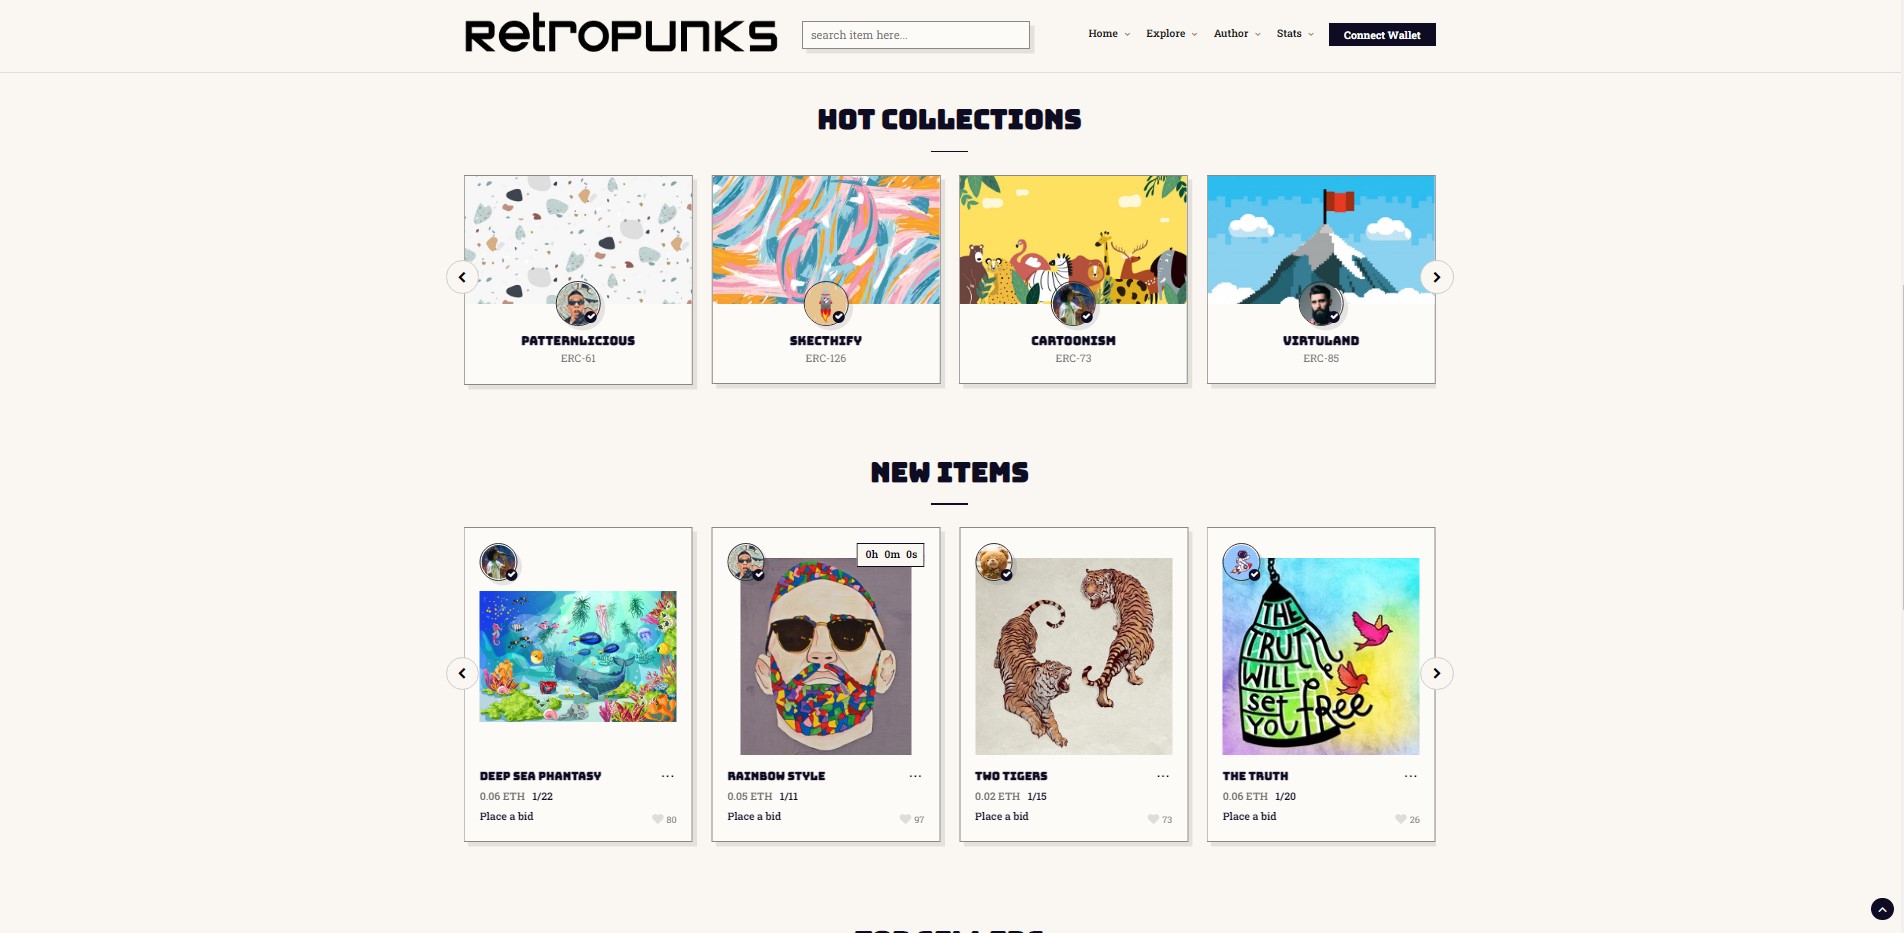 RetroPunks
search item here...
Home Explore Author Stats Connect Wallet
HOT COLLECTIONS
PATTERNLICIOUS
ERC-61
SKECTHIFY
ERC-126
CARTOONISM
ERC-73
VIRTULAND
ERC-85
NEW ITEMS
DEEP SEA PHANTASY
...
0.06 ETH 1/22
Place a bid
80
0h 0m 0s
RAINBOW STYLE
...
0.05 ETH 1/11
Place a bid
97
TWO TIGERS
...
0.02 ETH 1/15
Place a bid
73
THE
TRUTH
WILL
set
YOU FRee
THE TRUTH
...
0.06 ETH 1/20
Place a bid
26
TOP SELLERS